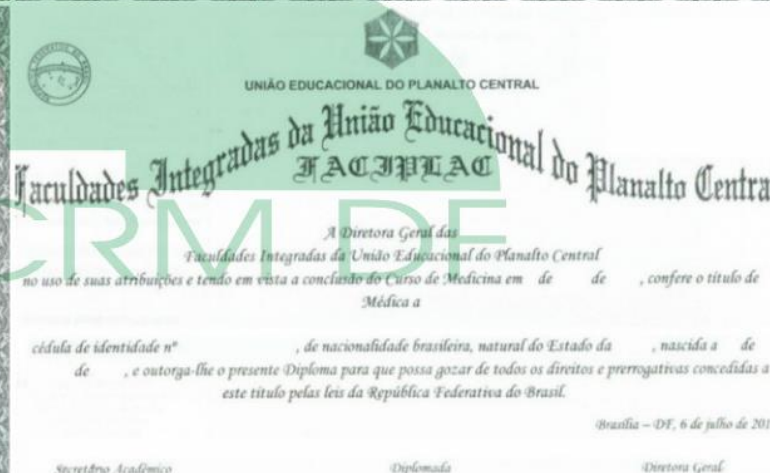 UNIÃO EDUCACIONAL DO PLANALTO CENTRAL
Faculdades Integradas da União Educacional do Planalto Centra
FACIPLAC
CRM DF
A Diretora Geral das
Faculdades Integradas da União Educacional do Planalto Central
no uso de suas atribuições e tendo em vista a conclusão do Curso de Medicina em de de , confere o título de
Médica a
cédula de identidade nº , de nacionalidade brasileira, natural do Estado da , nascida a de
de , e outorga-lhe o presente Diploma para que possa gozar de todos os direitos e prerrogativas concedidas a
este título pelas leis da República Federativa do Brasil.
Brasília – DF, 6 de julho de 201
Secretário Acadêmico Diplomada Diretora Geral